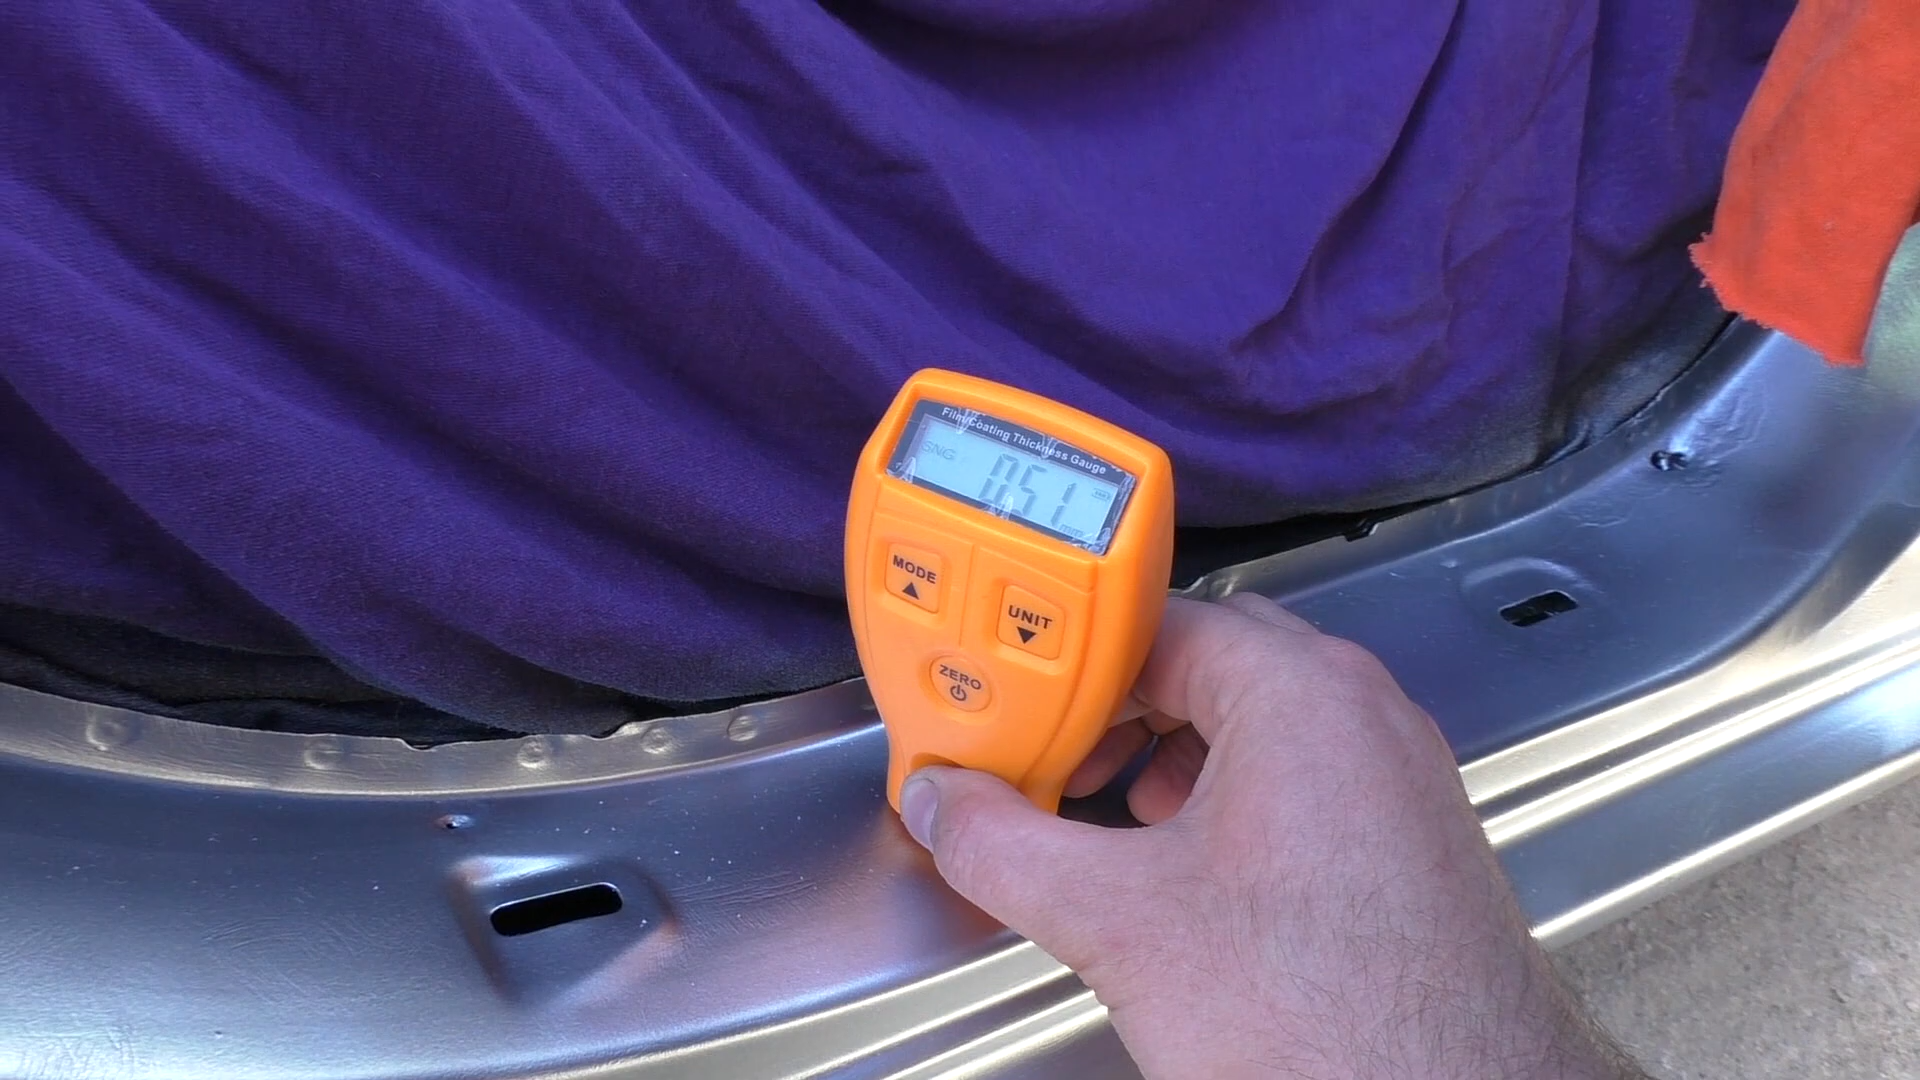 Film/Coating Thickness Gauge
SNG
0.51
mm
MODE
UNIT
ZERO